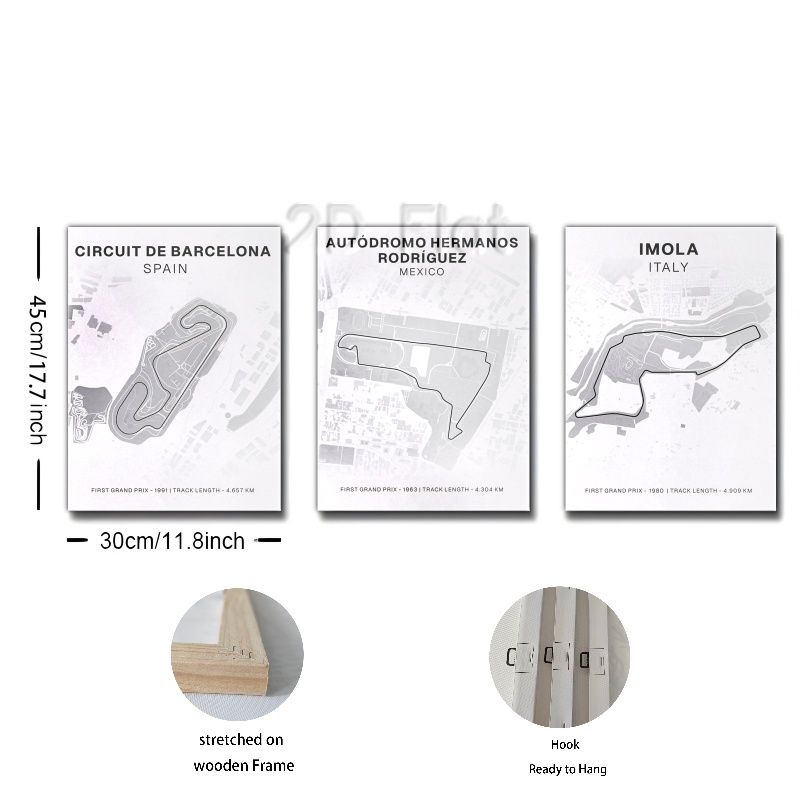 2P Flat
CIRCUIT DE BARCELONA
SPAIN
FIRST GRAND PRIX - 1991 | TRACK LENGTH - 4.657 KM
AUTÓDROMO HERMANOS
RODRÍGUEZ
MEXICO
FIRST GRAND PRIX - 1963 | TRACK LENGTH - 4.304 KM
IMOLA
ITALY
FIRST GRAND PRIX - 1980 | TRACK LENGTH - 4.909 KM
45cm/17.7inch
30cm/11.8inch
stretched on
wooden Frame
Hook
Ready to Hang